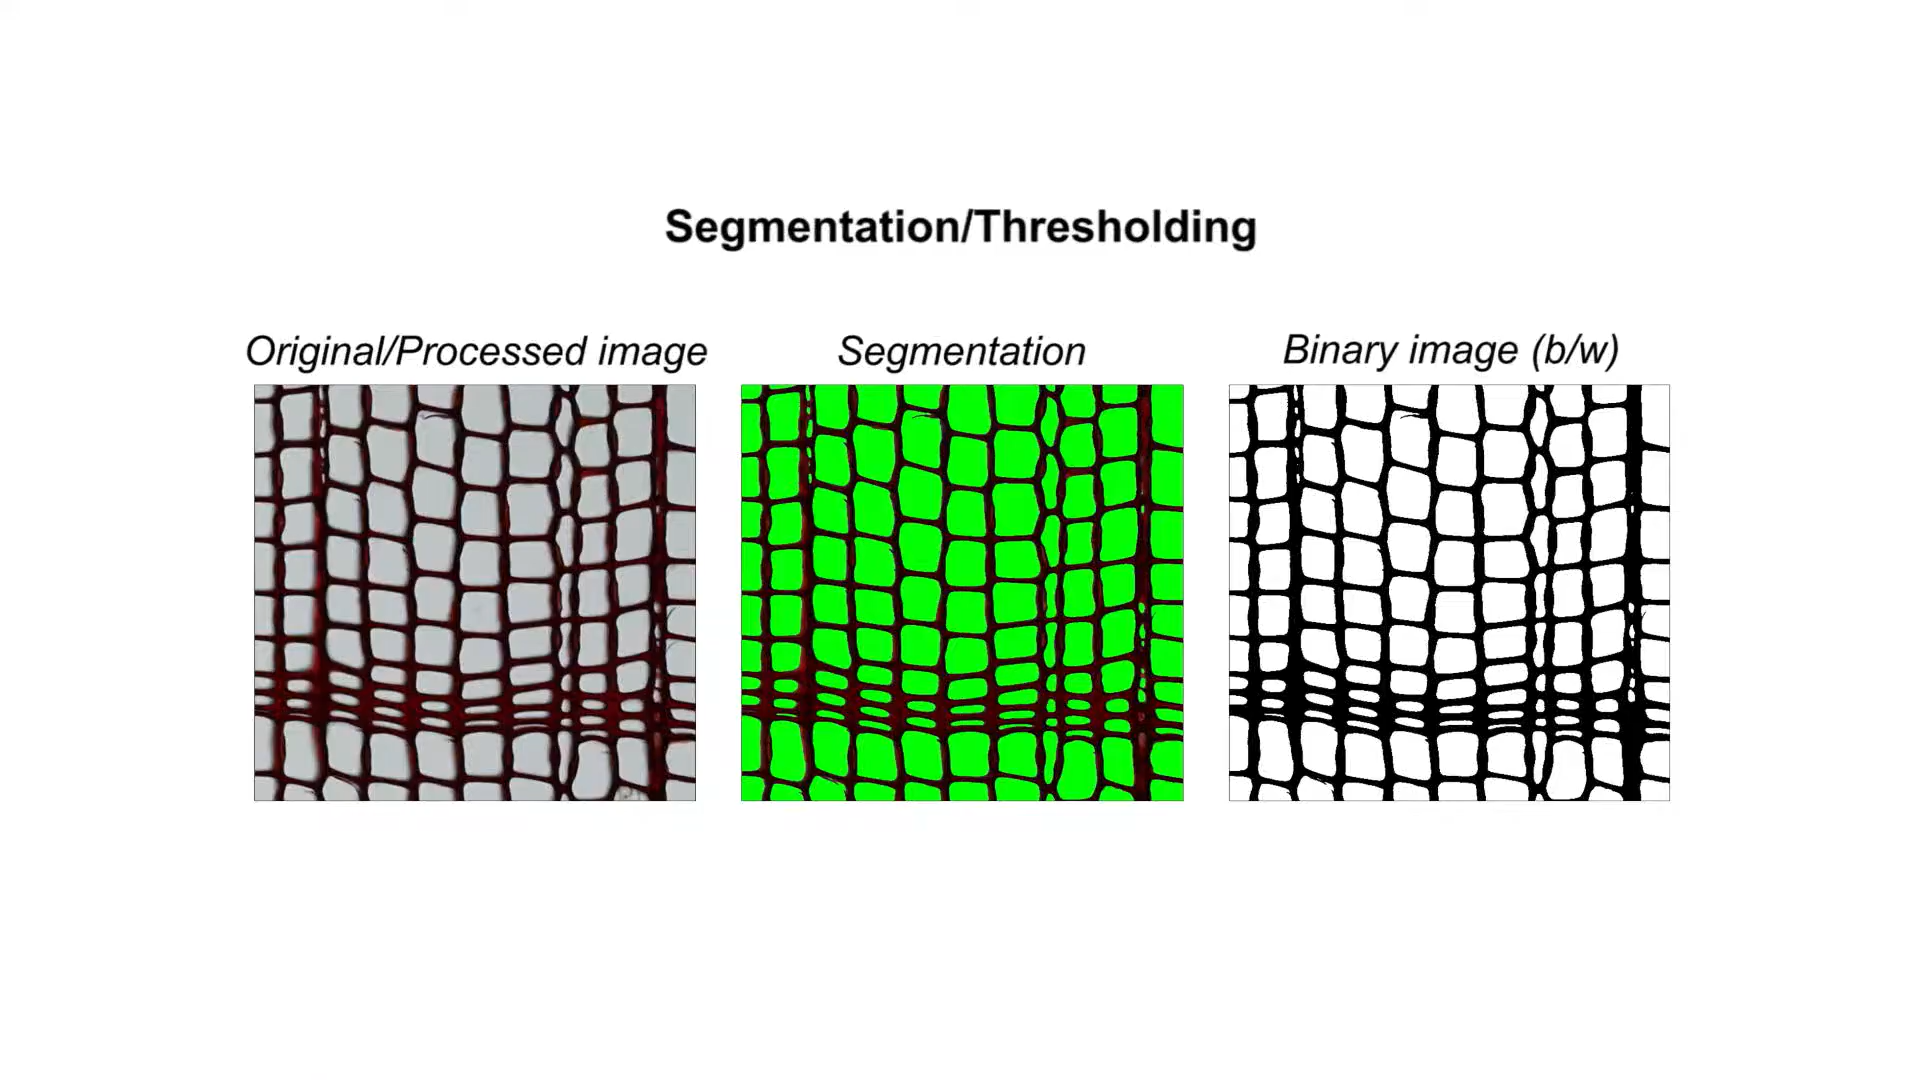 Segmentation/Thresholding
Original/Processed image
Segmentation
Binary image (b/w)